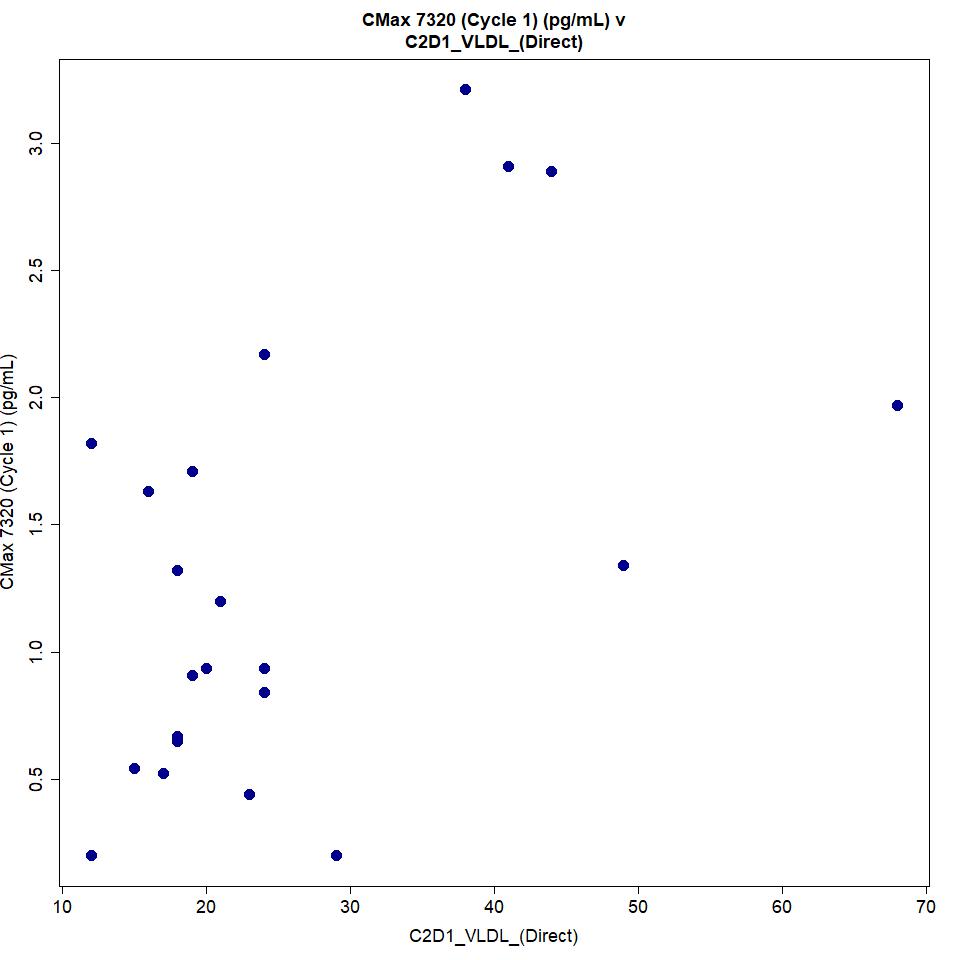 CMax 7320 (Cycle 1) (pg/mL) v
C2D1_VLDL_(Direct)
CMax 7320 (Cycle 1) (pg/mL)
3.0
2.5
2.0
1.5
1.0
0.5
10 20 30 40 50 60 70
C2D1_VLDL_(Direct)